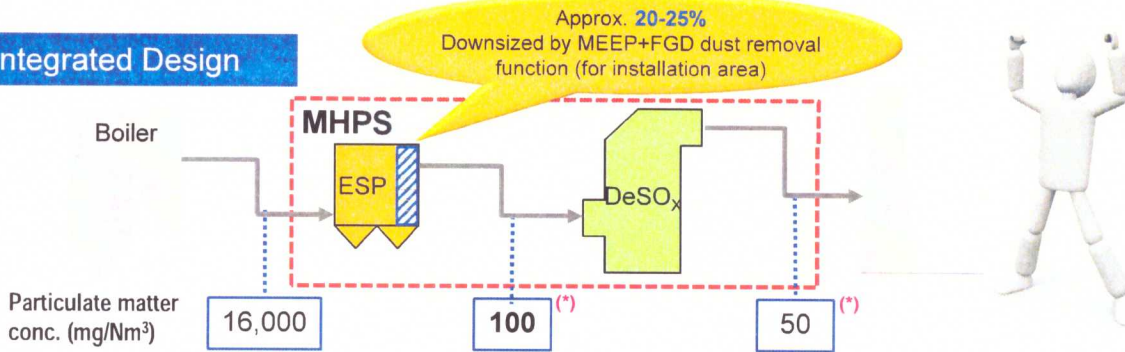 Approx. 20-25%
Downsized by MEEP+FGD dust removal
function (for installation area)
ntegrated Design
Boiler
MHPS
ESP
DeSOₓ
Particulate matter
conc. (mg/Nm³)
16,000
100
(*)
50
(*)